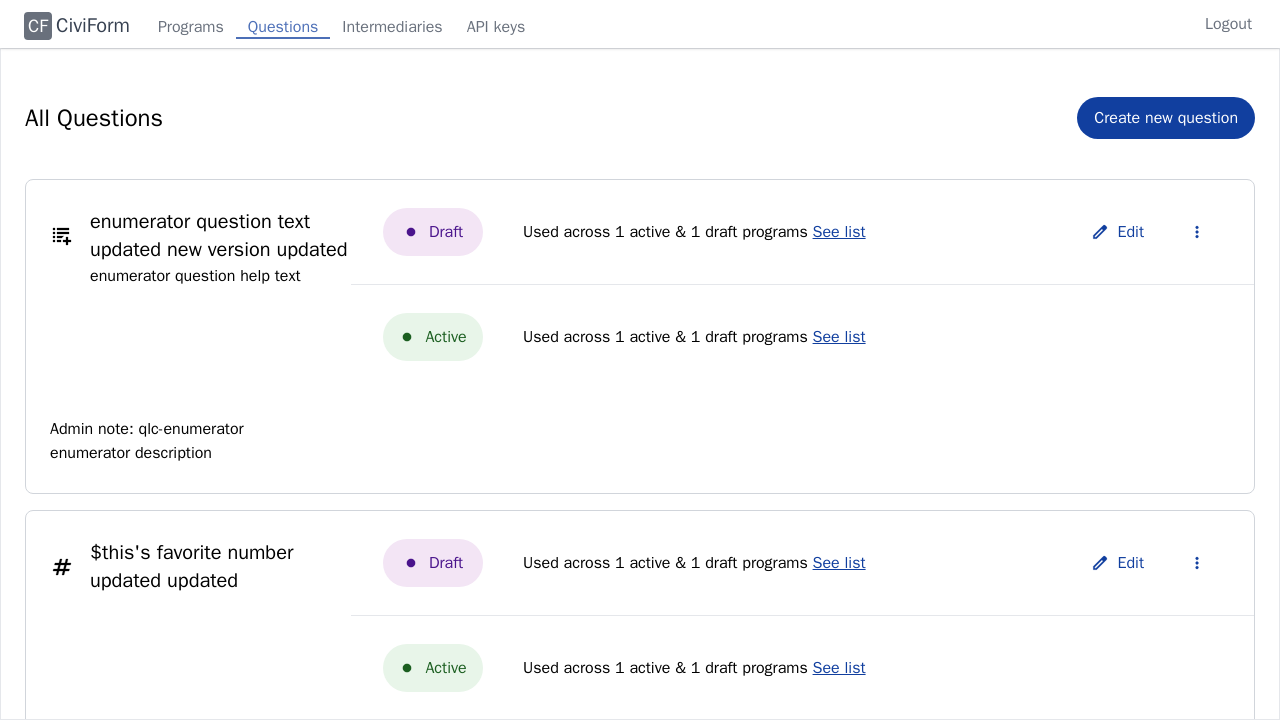 CF CiviForm Programs Questions Intermediaries API keys Logout
All Questions Create new question
enumerator question text
updated new version updated
enumerator question help text
Draft Used across 1 active & 1 draft programs See list Edit
Active Used across 1 active & 1 draft programs See list
Admin note: qlc-enumerator
enumerator description
$this's favorite number
updated updated
Draft Used across 1 active & 1 draft programs See list Edit
Active Used across 1 active & 1 draft programs See list